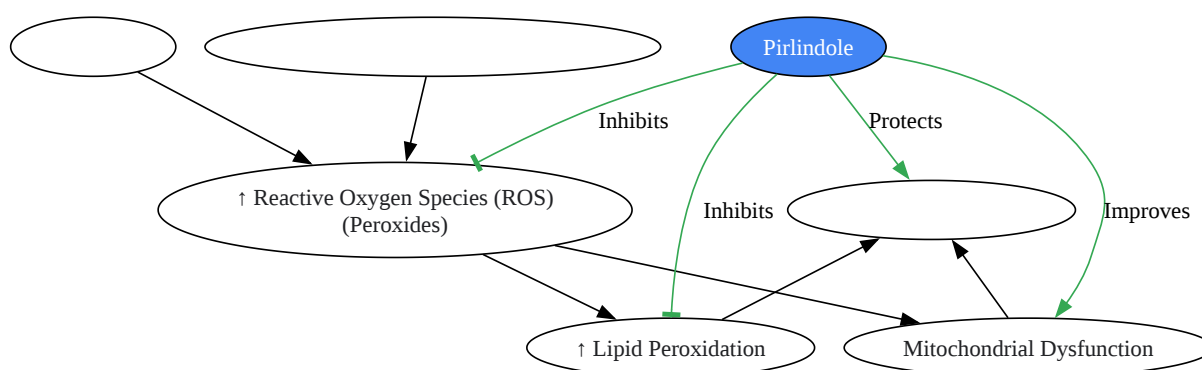 Pirlindole
Inhibits
Protects
↑ Reactive Oxygen Species (ROS)
(Peroxides)
Inhibits
Improves
↑ Lipid Peroxidation
Mitochondrial Dysfunction